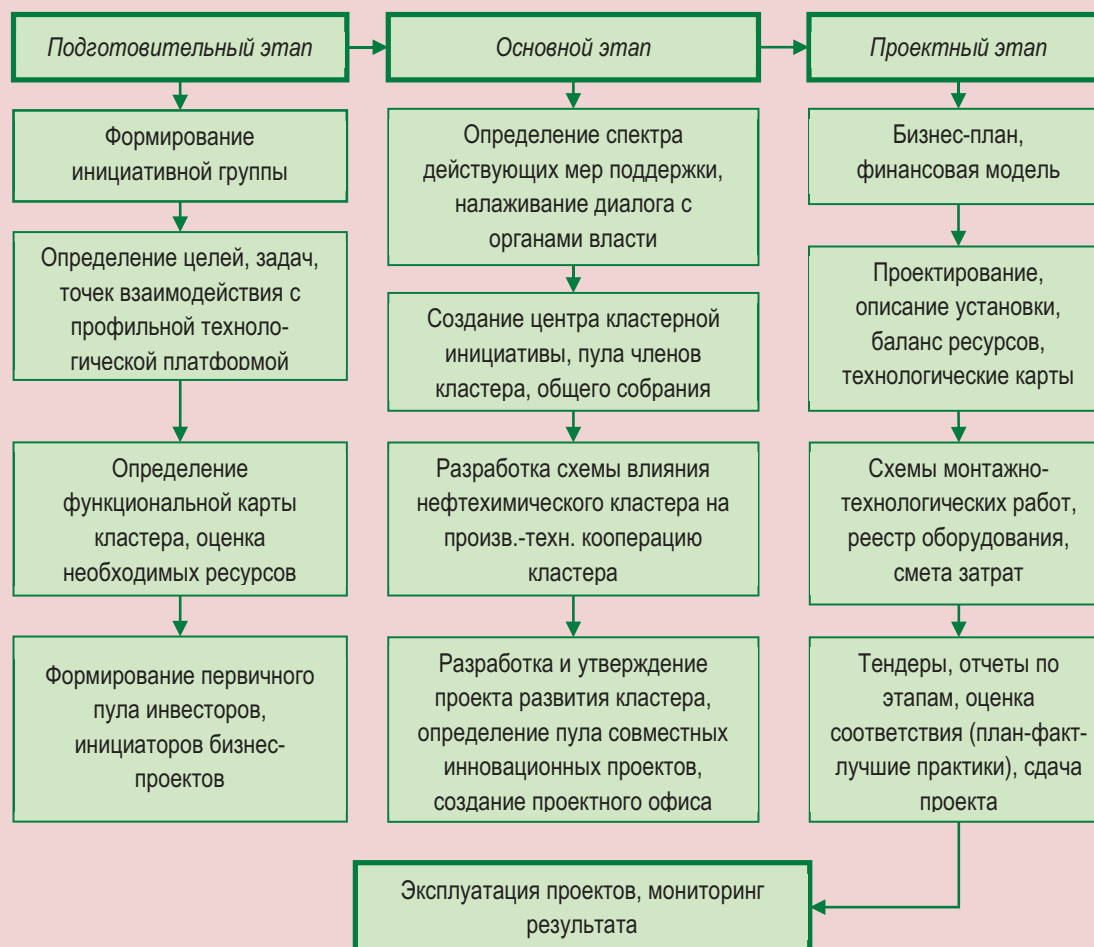 Подготовительный этап
Основной этап
Проектный этап
Формирование
инициативной группы
Определение целей, задач,
точек взаимодействия с
профильной техноло-
гической платформой
Определение
функциональной карты
кластера, оценка
необходимых ресурсов
Формирование первичного
пула инвесторов,
инициаторов бизнес-
проектов
Определение спектра
действующих мер поддержки,
налаживание диалога с
органами власти
Создание центра кластерной
инициативы, пула членов
кластера, общего собрания
Разработка схемы влияния
нефтехимического кластера на
произв.-техн. кооперацию
кластера
Разработка и утверждение
проекта развития кластера,
определение пула совместных
инновационных проектов,
создание проектного офиса
Бизнес-план,
финансовая модель
Проектирование,
описание установки,
баланс ресурсов,
технологические карты
Схемы монтажно-
технологических работ,
реестр оборудования,
смета затрат
Тендеры, отчеты по
этапам, оценка
соответствия (план-факт-
лучшие практики), сдача
проекта
Эксплуатация проектов, мониторинг
результата